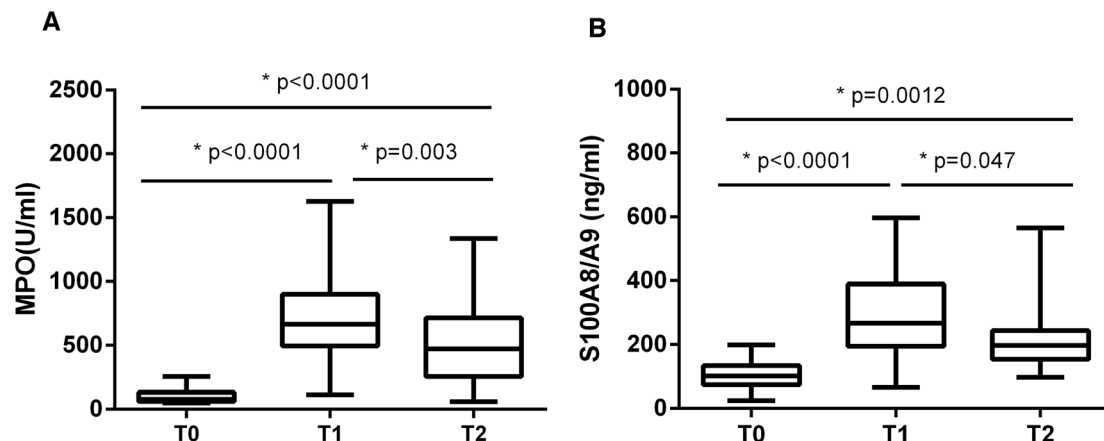 A
MPO(U/ml)
2500
2000
1500
1000
500
0
* p<0.0001
* p<0.0001
* p=0.003
T0
T1
T2
B
S100A8/A9 (ng/ml)
1000
800
600
400
200
0
* p=0.0012
* p<0.0001
* p=0.047
T0
T1
T2